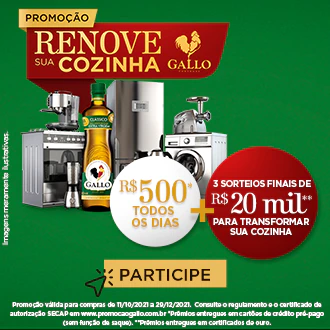 PROMOÇÃO
RENOVE
SUA COZINHA
GALLO
Imagens meramente ilustrativas.
CLÁSSICO
GALLO
R$ 500*
TODOS
OS DIAS
+
3 SORTEIOS FINAIS DE
R$ 20 mil**
PARA TRANSFORMAR
SUA COZINHA
PARTICIPE
Promoção válida para compras de 11/10/2021 a 29/12/2021. Consulte o regulamento e o certificado de
autorização SECAP em www.promocaogallo.com.br *Prêmios entregues em cartões de crédito pré-pago
(sem função de saque). **Prêmios entregues em certificados de ouro.